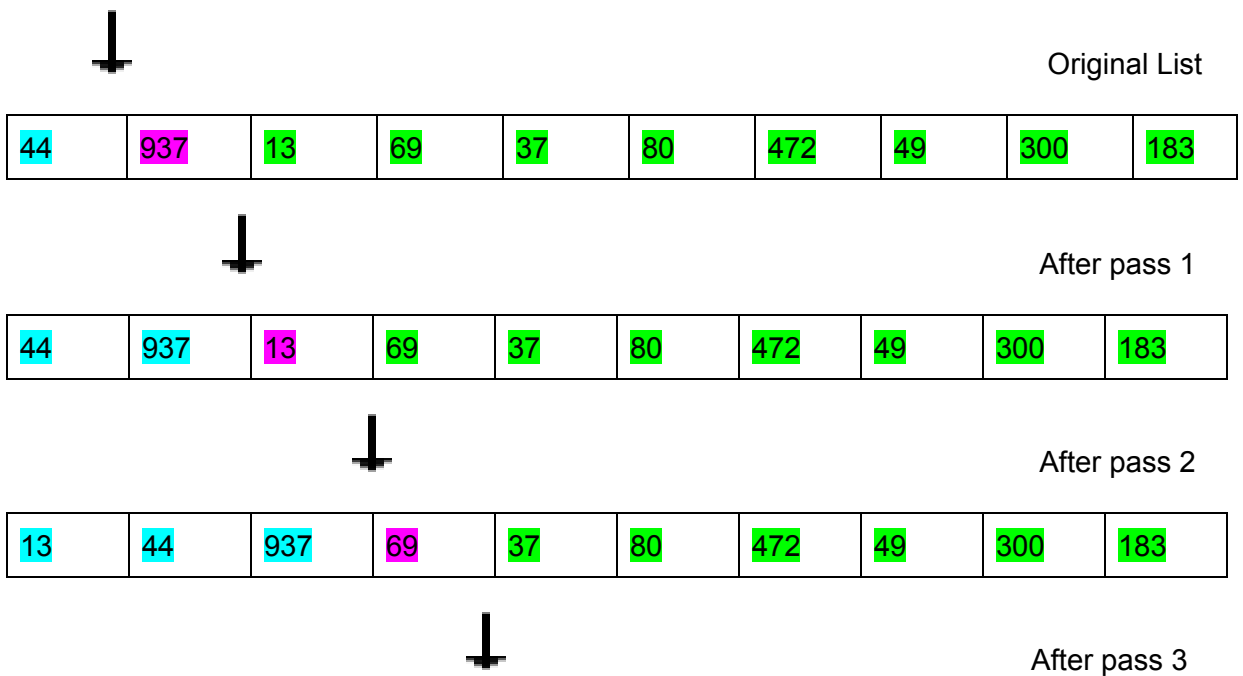 Original List
44 937 13 69 37 80 472 49 300 183
After pass 1
44 937 13 69 37 80 472 49 300 183
After pass 2
13 44 937 69 37 80 472 49 300 183
After pass 3